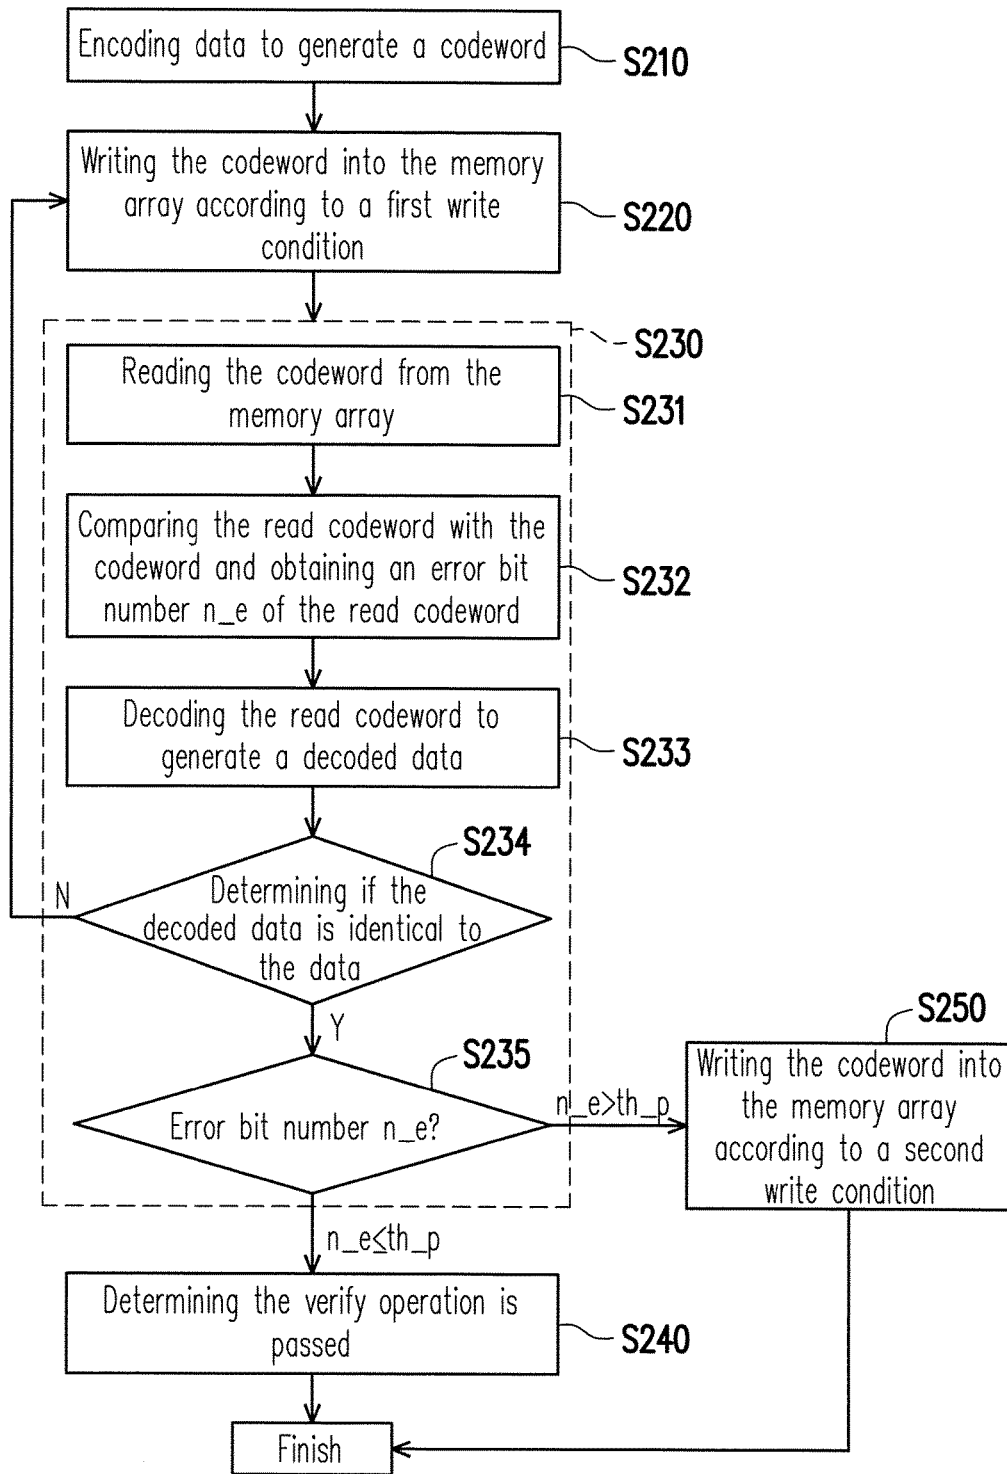 Encoding data to generate a codeword
S210
Writing the codeword into the memory
array according to a first write
condition
S220
S230
Reading the codeword from the
memory array
S231
Comparing the read codeword with the
codeword and obtaining an error bit
number n_e of the read codeword
S232
Decoding the read codeword to
generate a decoded data
S233
S234
Determining if the
decoded data is identical to
the data
N
Y
S235
Error bit number n_e?
n_e>th_p
S250
Writing the codeword into
the memory array
according to a second
write condition
n_e≤th_p
Determining the verify operation is
passed
S240
Finish